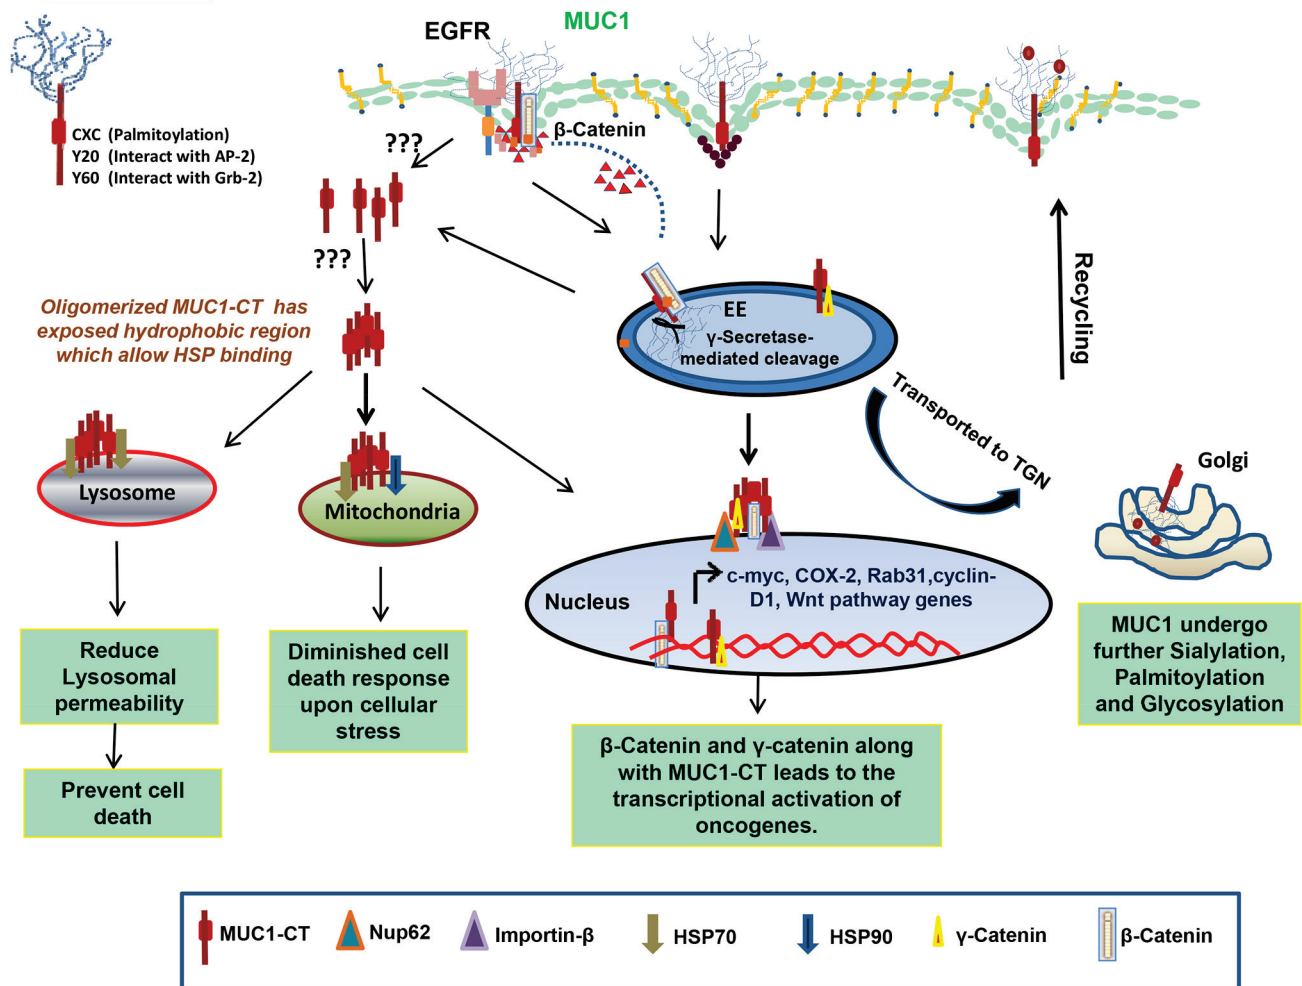 MUC1
EGFR
CXC (Palmitoylation)
Y20 (Interact with AP-2)
Y60 (Interact with Grb-2)
β-Catenin
???
???
Oligomerized MUC1-CT has
exposed hydrophobic region
which allow HSP binding
EE
γ-Secretase-
mediated cleavage
Recycling
Transported to TGN
Golgi
Lysosome
Mitochondria
Nucleus
c-myc, COX-2, Rab31,cyclin-
D1, Wnt pathway genes
Reduce
Lysosomal
permeability
Prevent cell
death
Diminished cell
death response
upon cellular
stress
β-Catenin and γ-catenin along
with MUC1-CT leads to the
transcriptional activation of
oncogenes.
MUC1 undergo
further Sialylation,
Palmitoylation
and Glycosylation
MUC1-CT
Nup62
Importin-β
HSP70
HSP90
γ-Catenin
β-Catenin